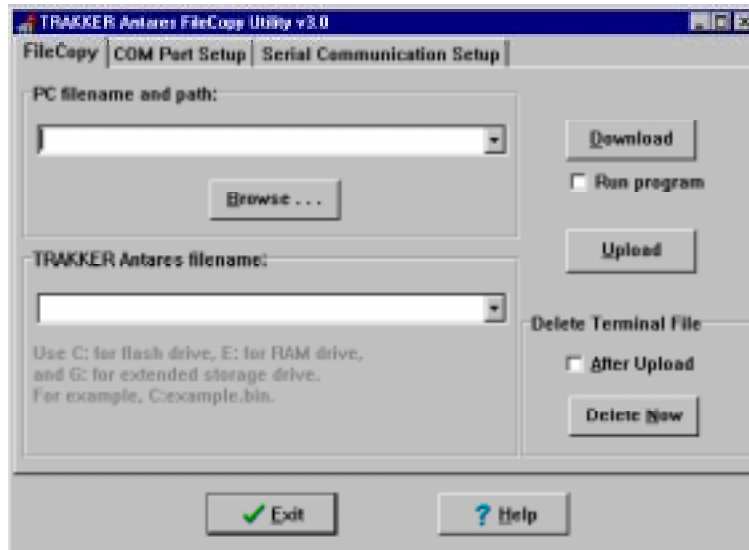 TRAKKER Antares FileCopy Utility v3.0
FileCopy COM Port Setup Serial Communication Setup
PC filename and path:
Browse . . .
Download
Run program
Upload
TRAKKER Antares filename:
Use C: for flash drive, E: for RAM drive,
and G: for extended storage drive.
For example, C:example.bin.
Delete Terminal File
After Upload
Delete Now
Exit
Help